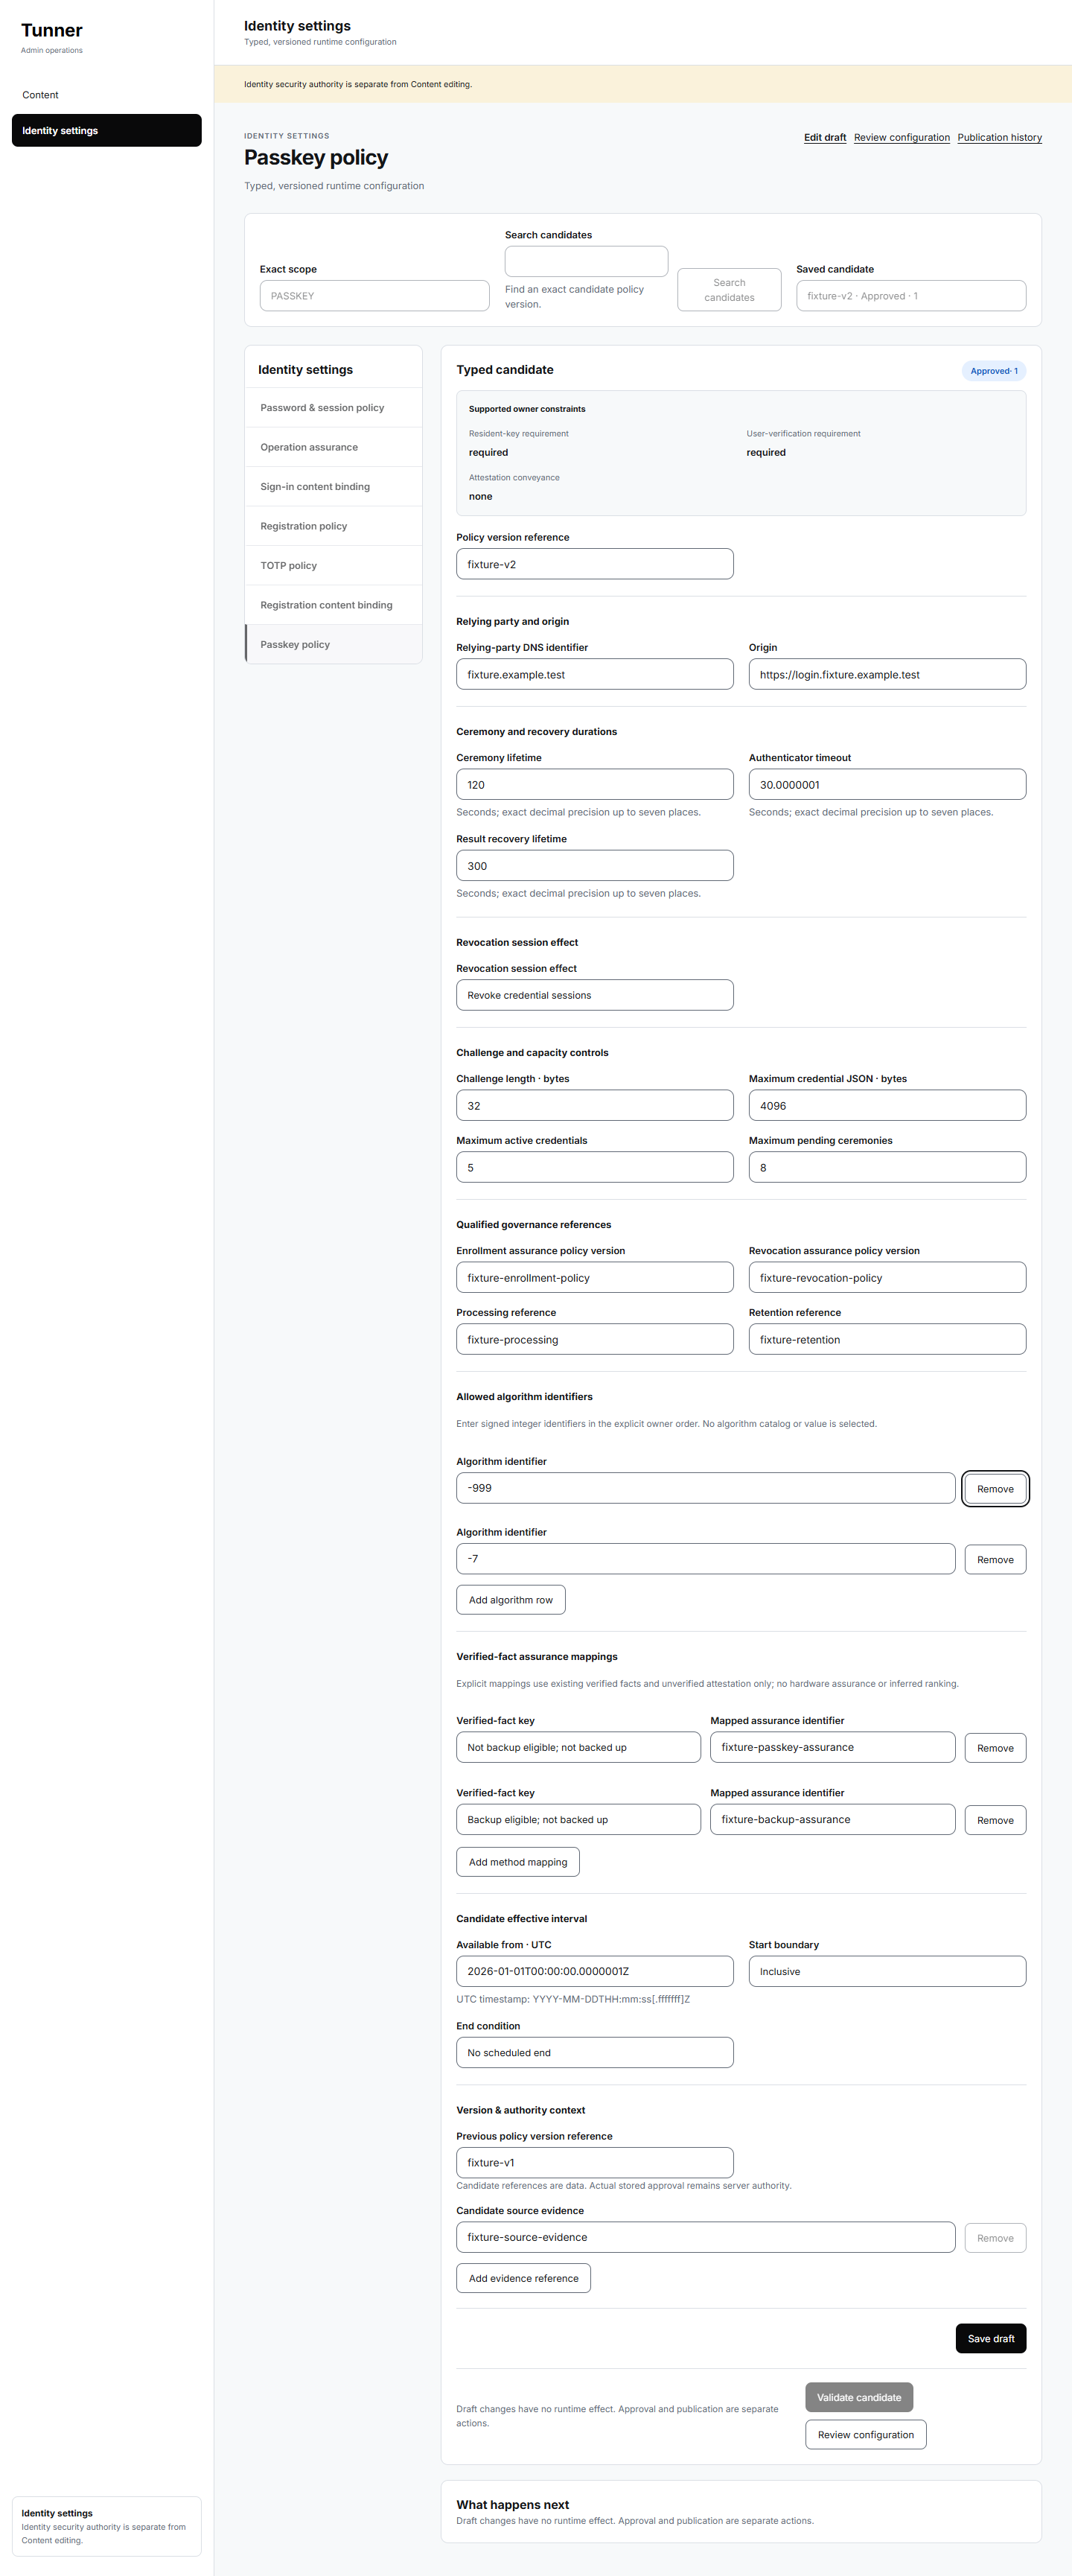 Tunner
Admin operations
Content
Identity settings
Identity settings
Typed, versioned runtime configuration
Identity security authority is separate from Content editing.
IDENTITY SETTINGS
Passkey policy
Typed, versioned runtime configuration
Edit draft Review configuration Publication history
Exact scope
PASSKEY
Search candidates
Find an exact candidate policy
version.
Search
candidates
Saved candidate
fixture-v2 · Approved · 1
Identity settings
Password & session policy
Operation assurance
Sign-in content binding
Registration policy
TOTP policy
Registration content binding
Passkey policy
Typed candidate
Approved· 1
Supported owner constraints
Resident-key requirement
required
User-verification requirement
required
Attestation conveyance
none
Policy version reference
fixture-v2
Relying party and origin
Relying-party DNS identifier
fixture.example.test
Origin
https://login.fixture.example.test
Ceremony and recovery durations
Ceremony lifetime
120
Seconds; exact decimal precision up to seven places.
Authenticator timeout
30.0000001
Seconds; exact decimal precision up to seven places.
Result recovery lifetime
300
Seconds; exact decimal precision up to seven places.
Revocation session effect
Revocation session effect
Revoke credential sessions
Challenge and capacity controls
Challenge length · bytes
32
Maximum credential JSON · bytes
4096
Maximum active credentials
5
Maximum pending ceremonies
8
Qualified governance references
Enrollment assurance policy version
fixture-enrollment-policy
Revocation assurance policy version
fixture-revocation-policy
Processing reference
fixture-processing
Retention reference
fixture-retention
Allowed algorithm identifiers
Enter signed integer identifiers in the explicit owner order. No algorithm catalog or value is selected.
Algorithm identifier
-999
Remove
Algorithm identifier
-7
Remove
Add algorithm row
Verified-fact assurance mappings
Explicit mappings use existing verified facts and unverified attestation only; no hardware assurance or inferred ranking.
Verified-fact key
Not backup eligible; not backed up
Mapped assurance identifier
fixture-passkey-assurance
Remove
Verified-fact key
Backup eligible; not backed up
Mapped assurance identifier
fixture-backup-assurance
Remove
Add method mapping
Candidate effective interval
Available from · UTC
2026-01-01T00:00:00.0000001Z
UTC timestamp: YYYY-MM-DDTHH:mm:ss[.fffffff]Z
Start boundary
Inclusive
End condition
No scheduled end
Version & authority context
Previous policy version reference
fixture-v1
Candidate references are data. Actual stored approval remains server authority.
Candidate source evidence
fixture-source-evidence
Remove
Add evidence reference
Save draft
Draft changes have no runtime effect. Approval and publication are separate
actions.
Validate candidate
Review configuration
What happens next
Draft changes have no runtime effect. Approval and publication are separate actions.
Identity settings
Identity security authority is separate from
Content editing.